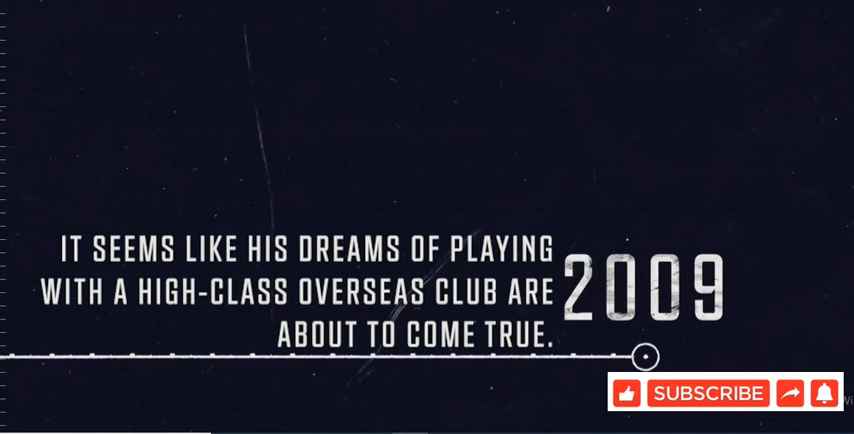 IT SEEMS LIKE HIS DREAMS OF PLAYING
WITH A HIGH-CLASS OVERSEAS CLUB ARE
ABOUT TO COME TRUE.
2009
SUBSCRIBE